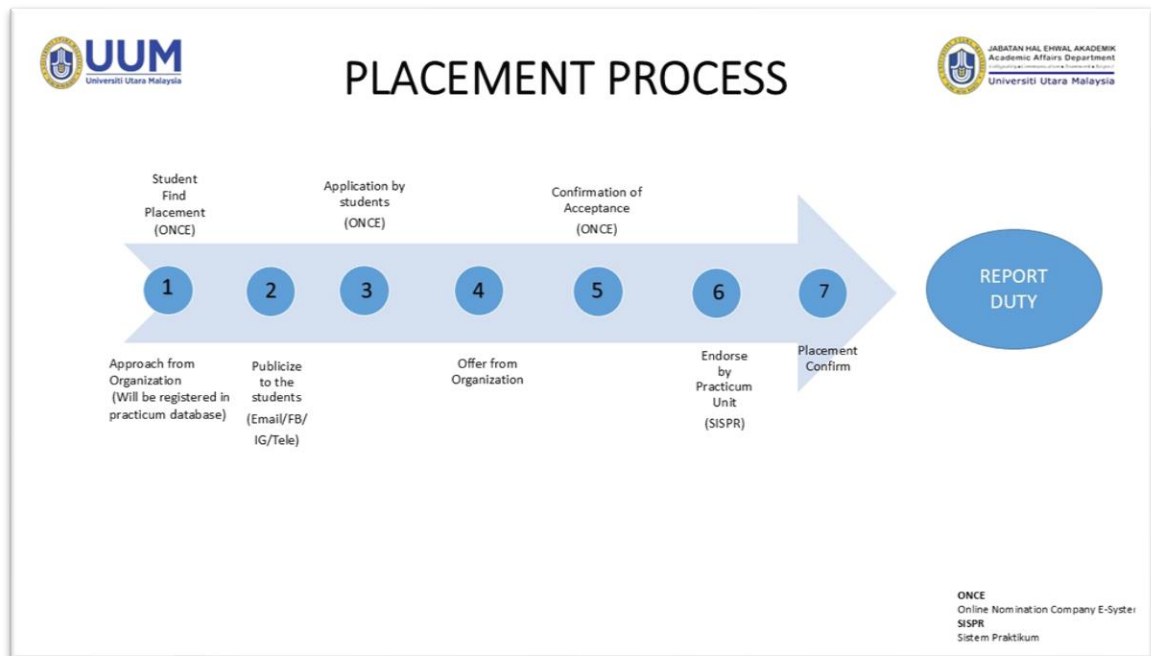 UUM
Universiti Utara Malaysia
PLACEMENT PROCESS
JABATAN HAL EHWAL AKADEMIK
Academic Affairs Department
Universiti Utara Malaysia
Student
Find
Placement
(ONCE)
Application by
students
(ONCE)
Confirmation of
Acceptance
(ONCE)
1
2
3
4
5
6
7
REPORT
DUTY
Approach from
Organization
(Will be registered in
practicum database)
Publicize
to the
students
(Email/FB/
IG/Tele)
Offer from
Organization
Endorse
by
Practicum
Unit
(SISPR)
Placement
Confirm
ONCE
Online Nomination Company E-Syste
SISPR
Sistem Praktikum